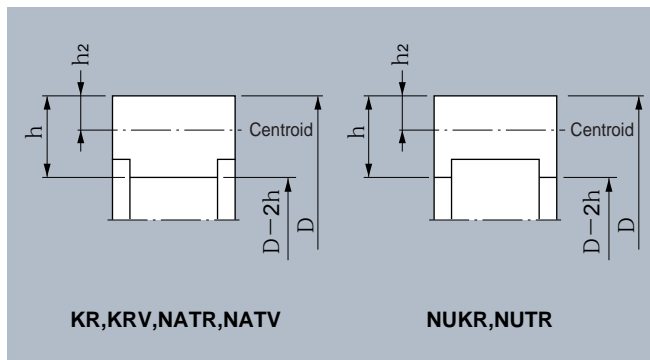 h2
h
Centroid
D−2h
D
KR,KRV,NATR,NATV
h2
h
Centroid
D−2h
D
NUKR,NUTR